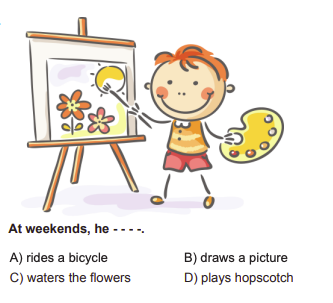 At weekends, he - - - -.
A) rides a bicycle B) draws a picture
C) waters the flowers D) plays hopscotch